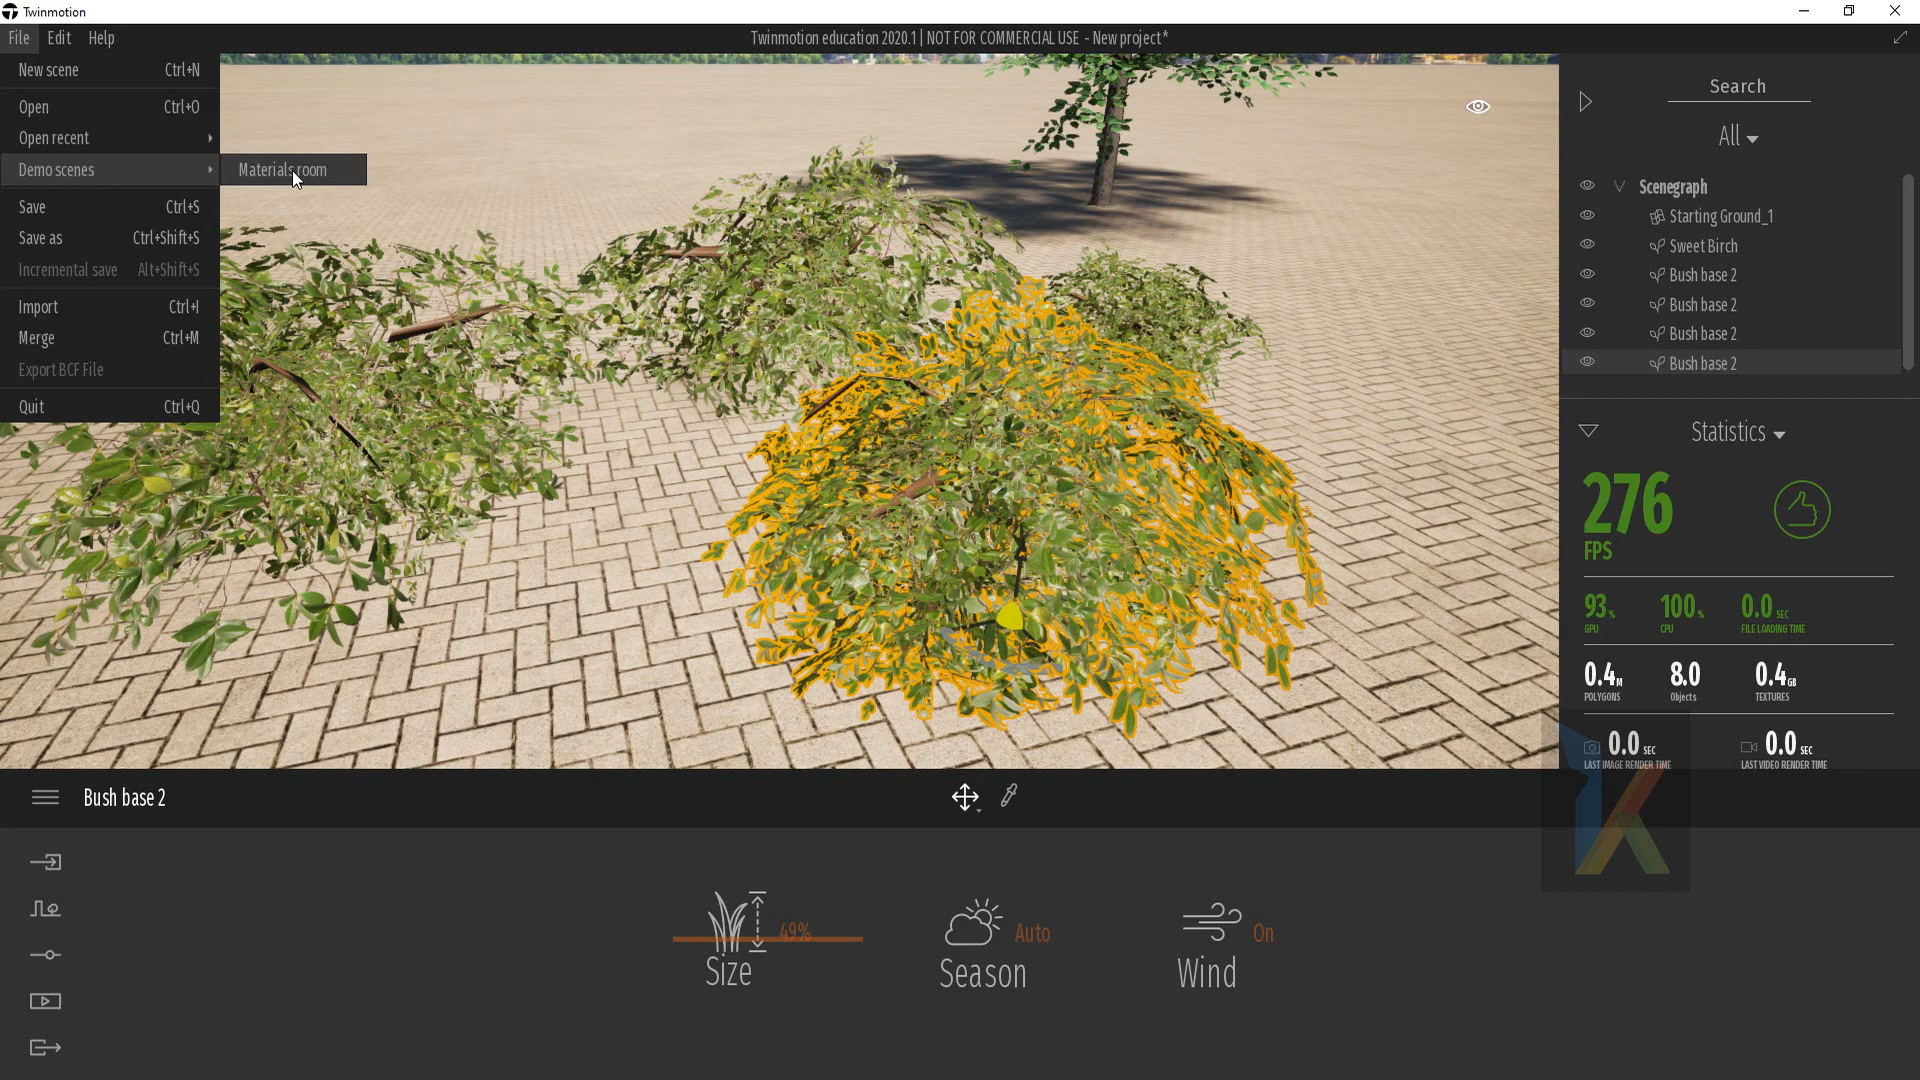 Twinmotion
File Edit Help
Twinmotion education 2020.1 | NOT FOR COMMERCIAL USE - New project*
New scene Ctrl+N
Open Ctrl+O
Open recent
Demo scenes
Materials room
Save Ctrl+S
Save as Ctrl+Shift+S
Incremental save Alt+Shift+S
Import Ctrl+I
Merge Ctrl+M
Export BCF File
Quit Ctrl+Q
Search
All
Scenegraph
Starting Ground_1
Sweet Birch
Bush base 2
Bush base 2
Bush base 2
Bush base 2
Statistics
276
FPS
93 % 100 % 0.0 SEC
GPU CPU FILE LOADING TIME
0.4 M 8.0 0.4 GB
POLYGONS Objects TEXTURES
0.0 SEC 0.0 SEC
LAST IMAGE RENDER TIME LAST VIDEO RENDER TIME
Bush base 2
49% Auto On
Size Season Wind